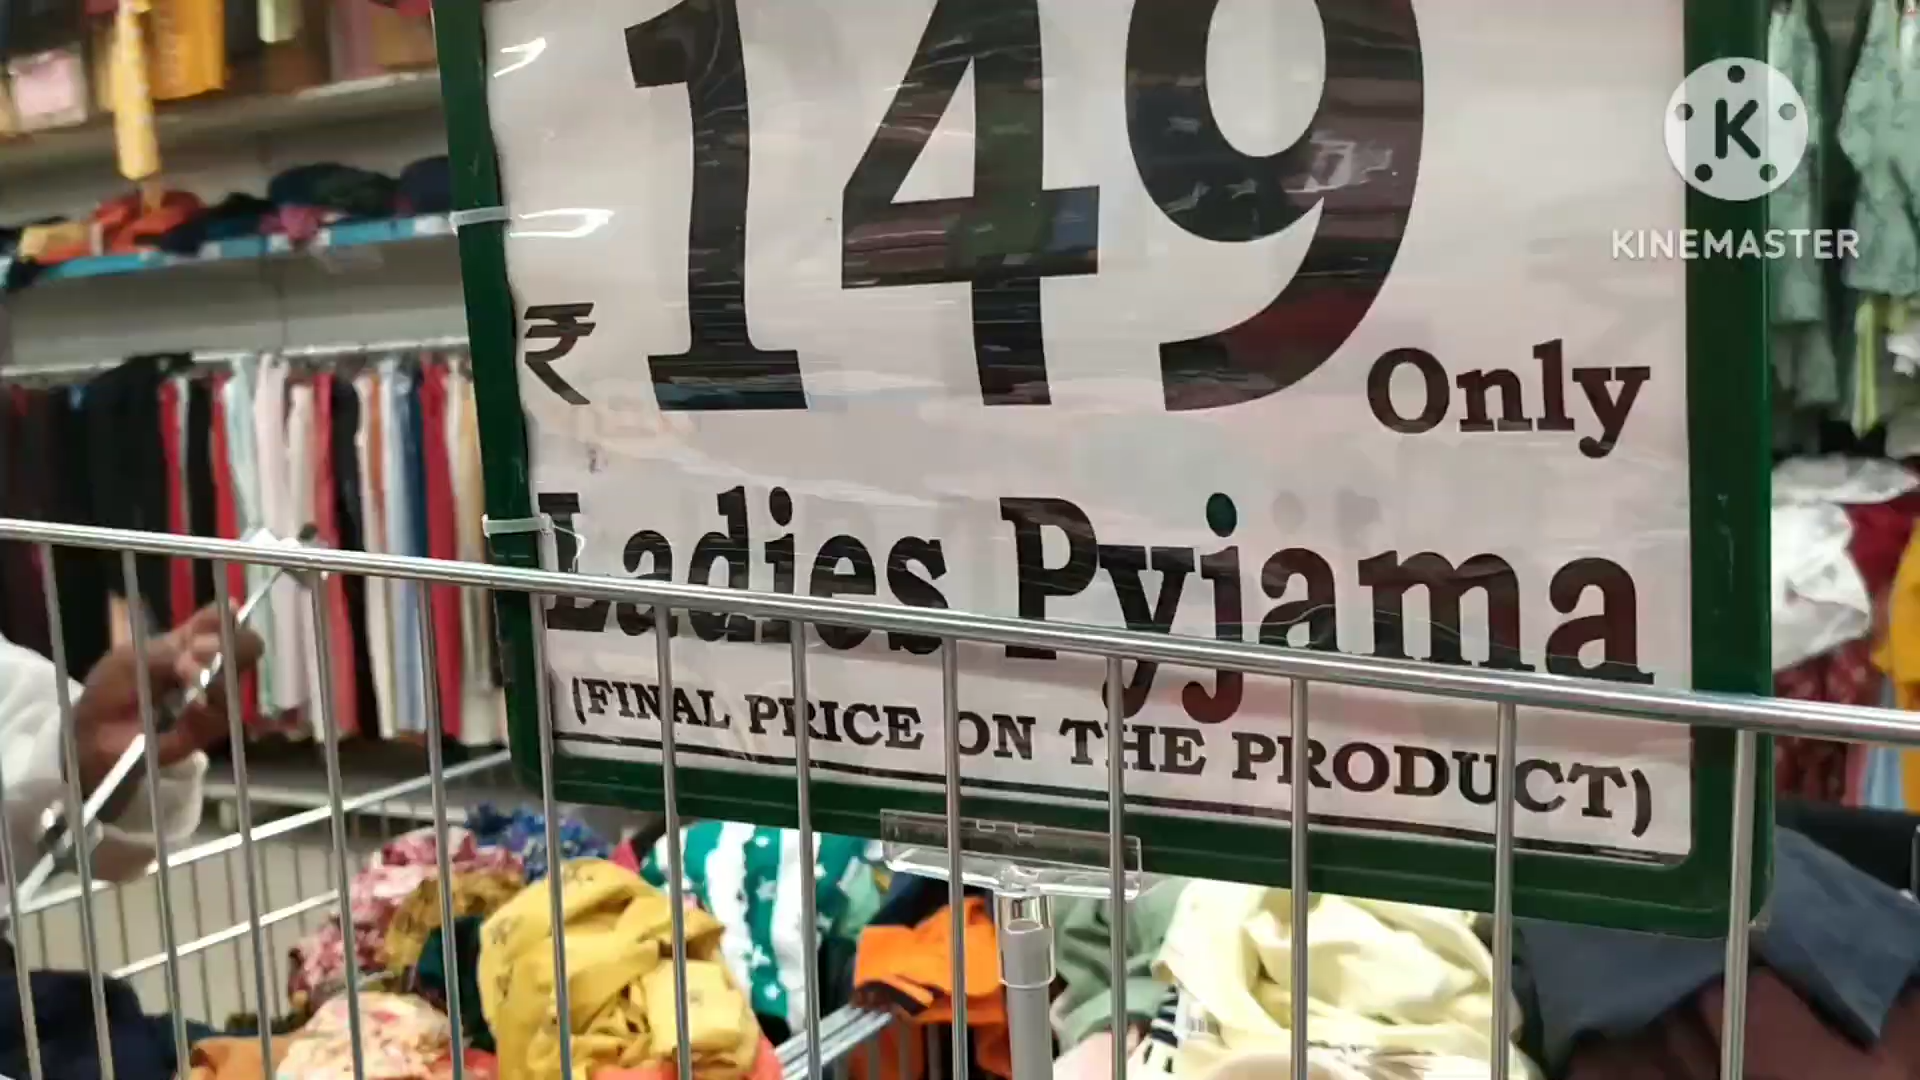 149
₹ Only
Ladies Pyjama
(FINAL PRICE ON THE PRODUCT)
K
KINEMASTER